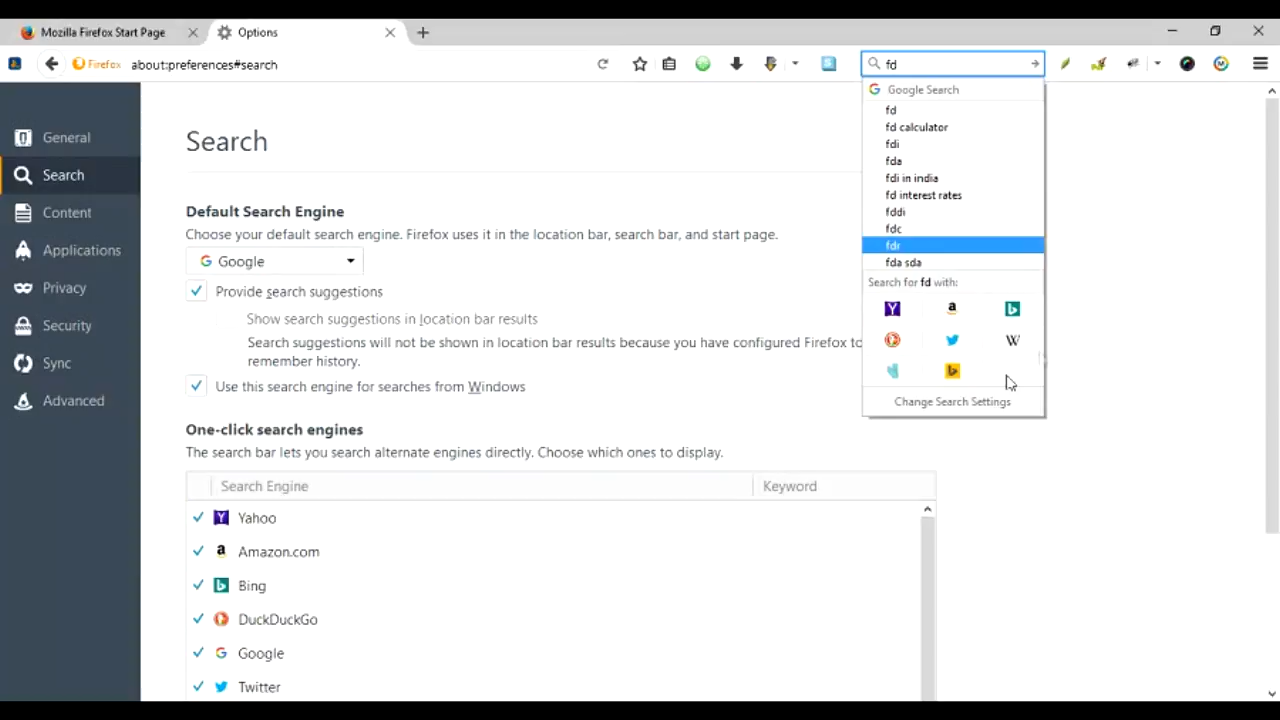 Mozilla Firefox Start Page
Options
Firefox
about:preferences#search
fd
General
Search
Content
Applications
Privacy
Security
Sync
Advanced
Search
Default Search Engine
Choose your default search engine. Firefox uses it in the location bar, search bar, and start page.
Google
Provide search suggestions
Show search suggestions in location bar results
Search suggestions will not be shown in location bar results because you have configured Firefox to
remember history.
Use this search engine for searches from Windows
One-click search engines
The search bar lets you search alternate engines directly. Choose which ones to display.
Search Engine
Keyword
Yahoo
Amazon.com
Bing
DuckDuckGo
Google
Twitter
Google Search
fd
fd calculator
fdi
fda
fdi in india
fd interest rates
fddi
fdc
fdr
fda sda
Search for fd with:
Change Search Settings